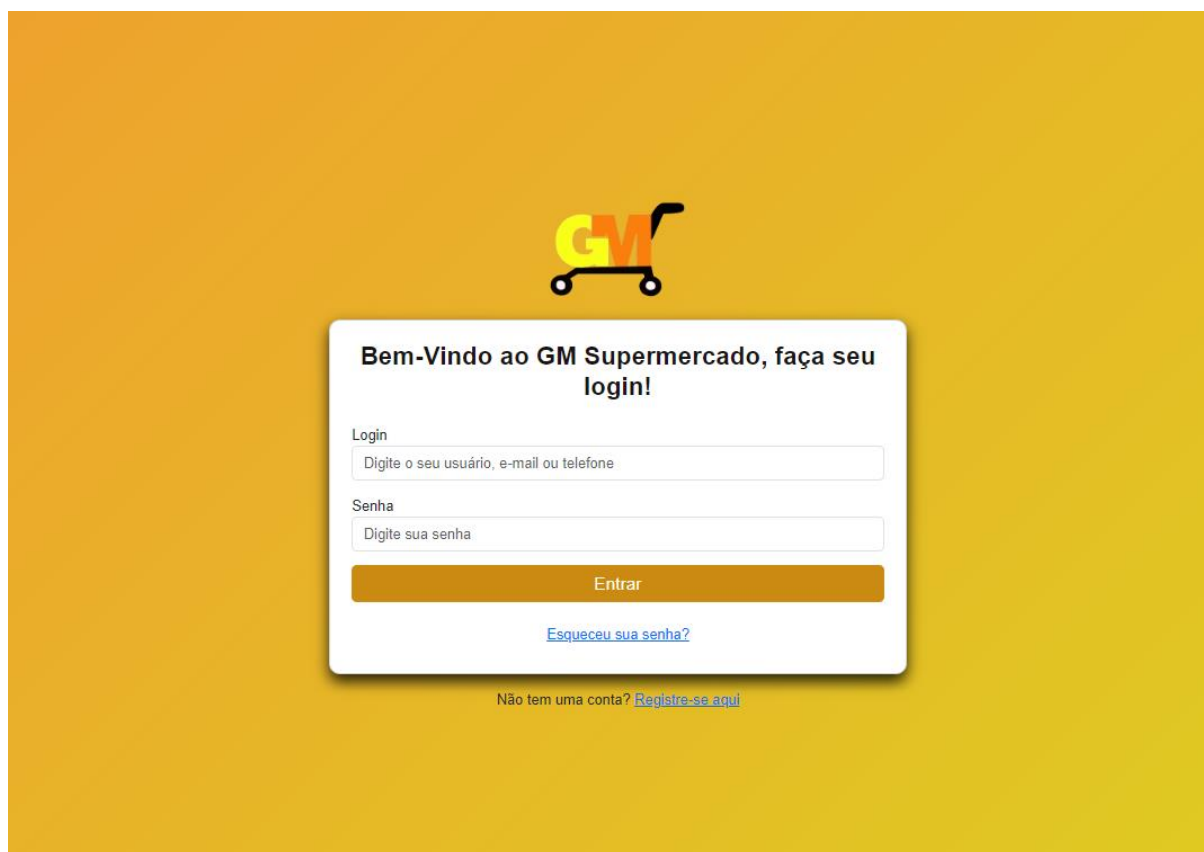 GM
Bem-Vindo ao GM Supermercado, faça seu
login!
Login
Digite o seu usuário, e-mail ou telefone
Senha
Digite sua senha
Entrar
Esqueceu sua senha?
Não tem uma conta? Registre-se aqui